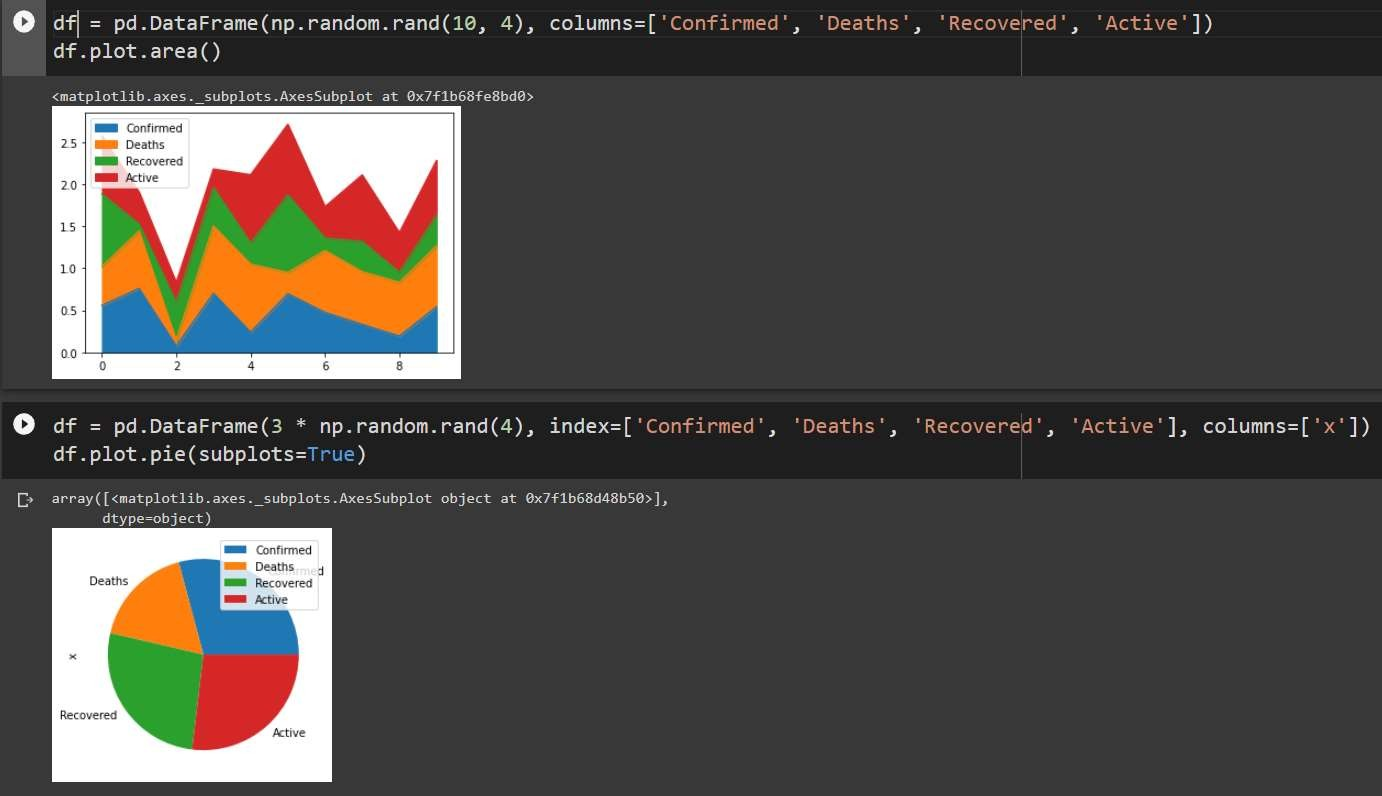 df = pd.DataFrame(np.random.rand(10, 4), columns=['Confirmed', 'Deaths', 'Recovered', 'Active'])
df.plot.area()
<matplotlib.axes._subplots.AxesSubplot at 0x7f1b68fe8bd0>
Confirmed
Deaths
Recovered
Active
2.5
2.0
1.5
1.0
0.5
0.0
0 2 4 6 8
df = pd.DataFrame(3 * np.random.rand(4), index=['Confirmed', 'Deaths', 'Recovered', 'Active'], columns=['x'])
df.plot.pie(subplots=True)
array([<matplotlib.axes._subplots.AxesSubplot object at 0x7f1b68d48b50>],
dtype=object)
Confirmed
Deaths
Recovered
Active
Confirmed
Deaths
x
Recovered
Active